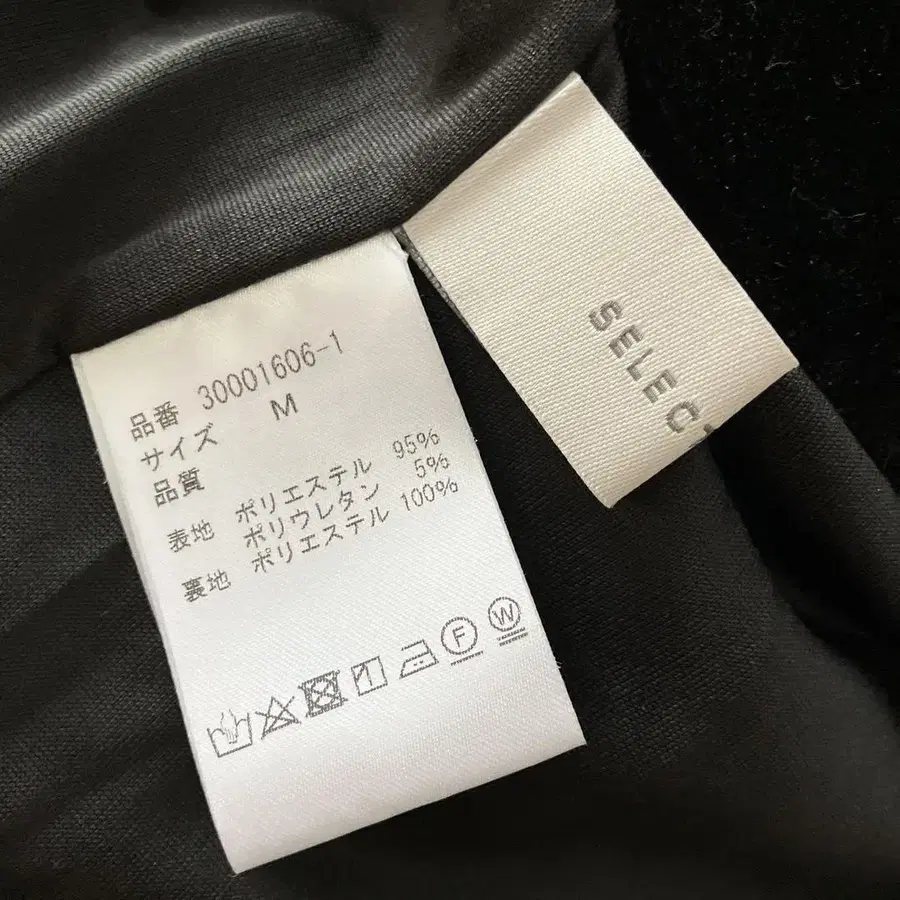 品番 30001606-1
サイズ M
品質
表地 ポリエステル 95%
ポリウレタン 5%
裏地 ポリエステル 100%
F W
SELECT